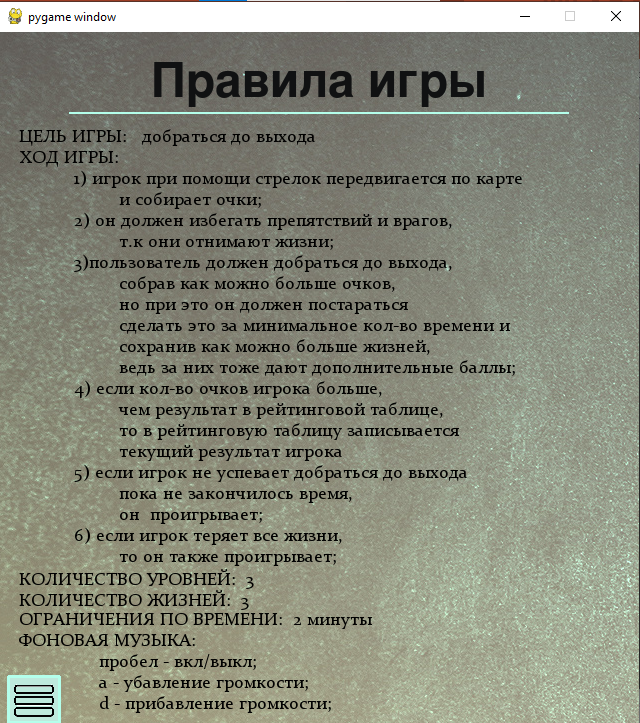 pygame window
Правила игры
ЦЕЛЬ ИГРЫ: добраться до выхода
ХОД ИГРЫ:
1) игрок при помощи стрелок передвигается по карте
и собирает очки;
2) он должен избегать препятствий и врагов,
т.к они отнимают жизни;
3)пользователь должен добраться до выхода,
собрав как можно больше очков,
но при это он должен постараться
сделать это за минимальное кол-во времени и
сохранив как можно больше жизней,
ведь за них тоже дают дополнительные баллы;
4) если кол-во очков игрока больше,
чем результат в рейтинговой таблице,
то в рейтинговую таблицу записывается
текущий результат игрока
5) если игрок не успевает добраться до выхода
пока не закончилось время,
он проигрывает;
6) если игрок теряет все жизни,
то он также проигрывает;
КОЛИЧЕСТВО УРОВНЕЙ: 3
КОЛИЧЕСТВО ЖИЗНЕЙ: 3
ОГРАНИЧЕНИЯ ПО ВРЕМЕНИ: 2 минуты
ФОНОВАЯ МУЗЫКА:
пробел - вкл/выкл;
a - убавление громкости;
d - прибавление громкости;